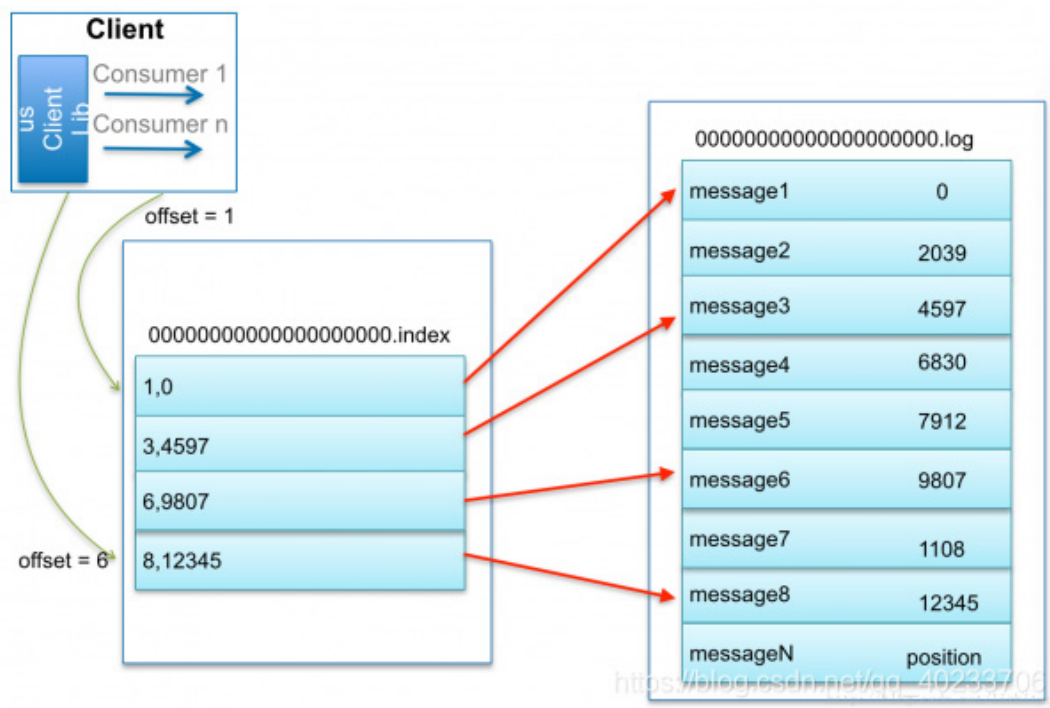 Client
us
Client
Lib
Consumer 1
Consumer n
offset = 1
offset = 6
00000000000000000000.index
1,0
3,4597
6,9807
8,12345
00000000000000000000.log
message1 0
message2 2039
message3 4597
message4 6830
message5 7912
message6 9807
message7 1108
message8 12345
messageN position
https://blog.csdn.net/qq_40233706